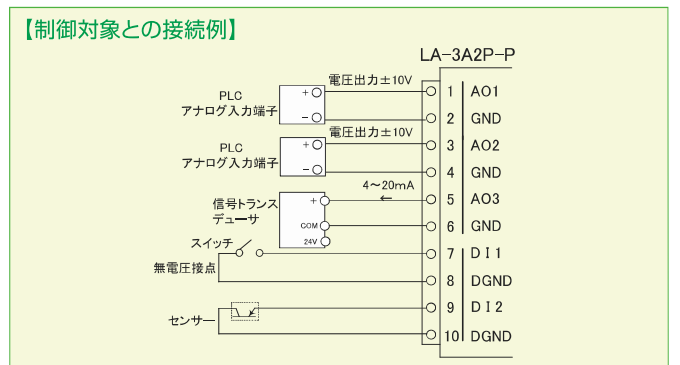 【制御対象との接続例】
LA-3A2P-P
電圧出力±10V
PLC
アナログ入力端子
+
-
1 AO1
2 GND
電圧出力±10V
PLC
アナログ入力端子
+
-
3 AO2
4 GND
4~20mA
←
信号トランス
デューサ
+
COM
24V
5 AO3
6 GND
スイッチ
無電圧接点
7 DI1
8 DGND
センサー
9 DI2
10 DGND